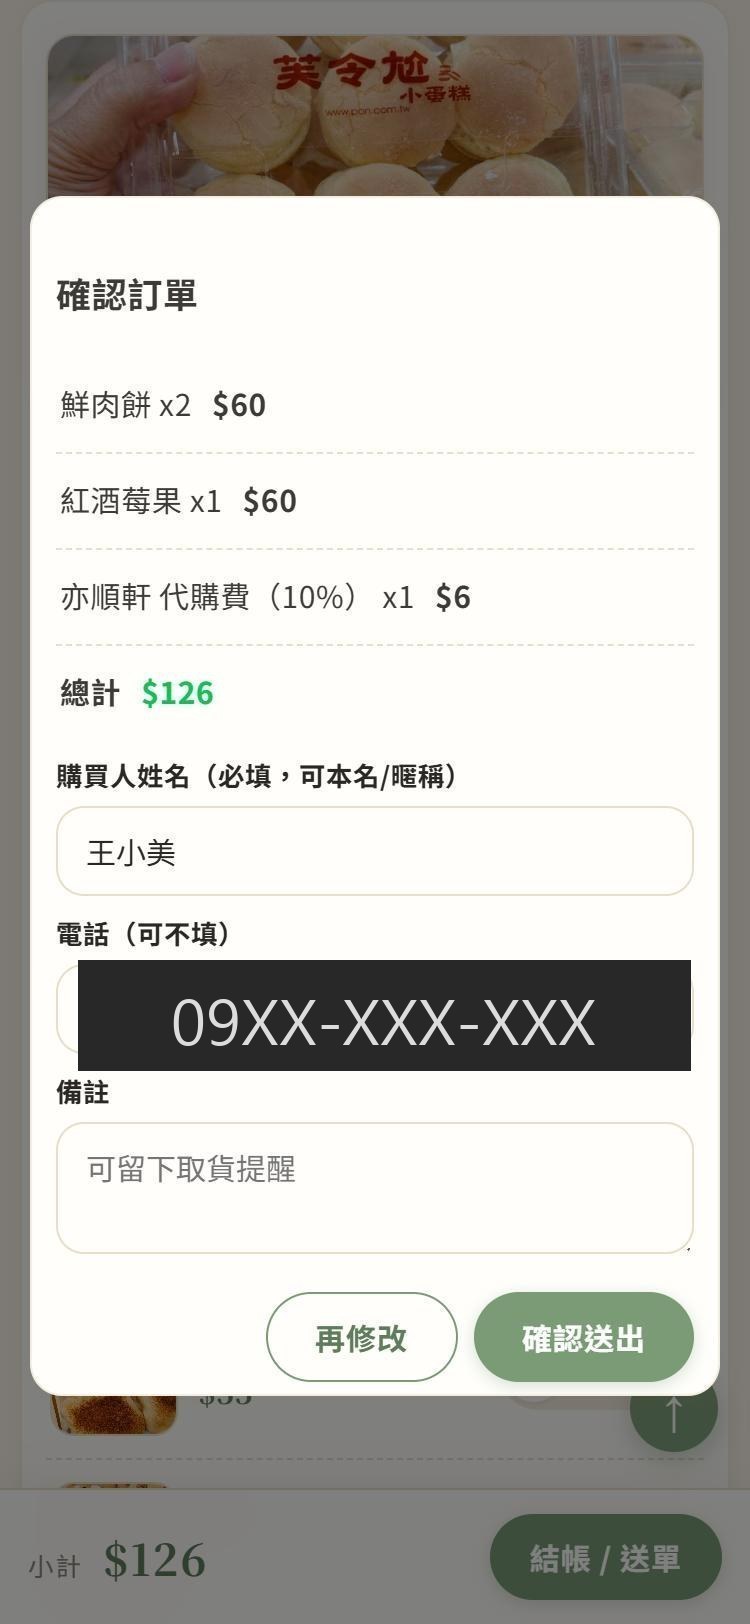 芙令尬
小蛋糕
www.pon.com.tw
確認訂單
鮮肉餅 x2 $60
紅酒莓果 x1 $60
亦順軒 代購費（10%） x1 $6
總計 $126
購買人姓名（必填，可本名/暱稱）
王小美
電話（可不填）
09XX-XXX-XXX
備註
可留下取貨提醒
再修改 確認送出
↑
小計 $126 結帳 / 送單